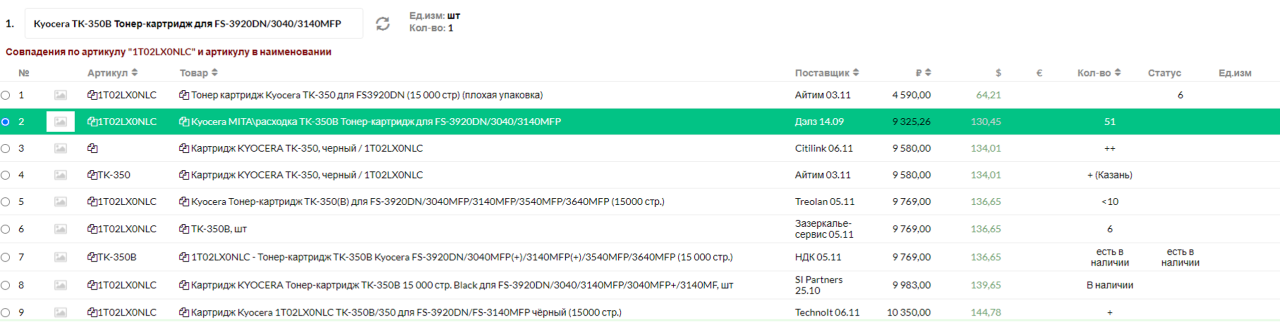 1. Kyocera TK-350B Тонер-картридж для FS-3920DN/3040/3140MFP Ед.изм: шт
Кол-во: 1
Совпадения по артикулу "1T02LX0NLC" и артикулу в наименовании
№ Артикул Товар Поставщик ₽ $ € Кол-во Статус Ед.изм
1 1T02LX0NLC Тонер картридж Kyocera TK-350 для FS3920DN (15 000 стр) (плохая упаковка) Айтим 03.11 4 590,00 64,21 6
2 1T02LX0NLC Kyocera MITA\расходка TK-350B Тонер-картридж для FS-3920DN/3040/3140MFP Дэлз 14.09 9 325,26 130,45 51
3 Картридж KYOCERA TK-350, черный / 1T02LX0NLC Citilink 06.11 9 580,00 134,01 ++
4 TK-350 Картридж KYOCERA TK-350, черный / 1T02LX0NLC Айтим 03.11 9 580,00 134,01 + (Казань)
5 1T02LX0NLC Kyocera Тонер-картридж TK-350(B) для FS-3920DN/3040MFP/3140MFP/3540MFP/3640MFP (15000 стр.) Treolan 05.11 9 769,00 136,65 <10
6 1T02LX0NLC TK-350B, шт Зазеркалье-
сервис 05.11 9 769,00 136,65 6
7 TK-350B 1T02LX0NLC - Тонер-картридж TK-350B Kyocera FS-3920DN/3040MFP(+)/3140MFP(+)/3540MFP/3640MFP (15 000 стр.) НДК 05.11 9 769,00 136,65 есть в
наличии есть в
наличии
8 1T02LX0NLC Картридж KYOCERA Тонер-картридж TK-350B 15 000 стр. Black для FS-3920DN/3040/3140MFP/3040MFP+/3140MF, шт SI Partners
25.10 9 983,00 139,65 В наличии
9 1T02LX0NLC Картридж Kyocera 1T02LX0NLC TK-350B/350 для FS-3920DN/FS-3140MFP чёрный (15000 стр.) Technolt 06.11 10 350,00 144,78 +